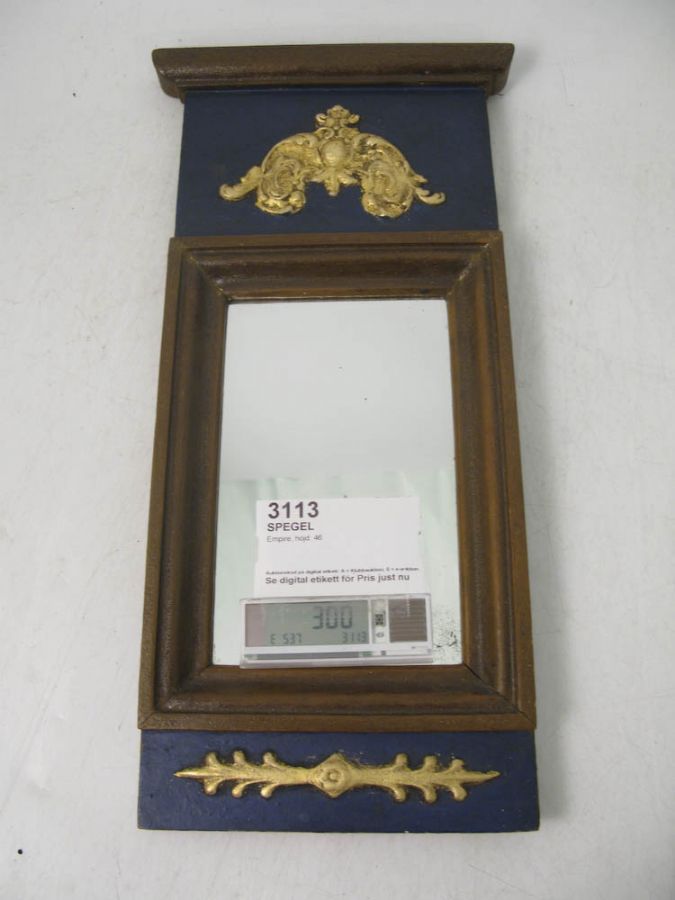 3113
SPEGEL
Empire, höjd: 46
Se digital etikett för Pris just nu
300
E 537 3113